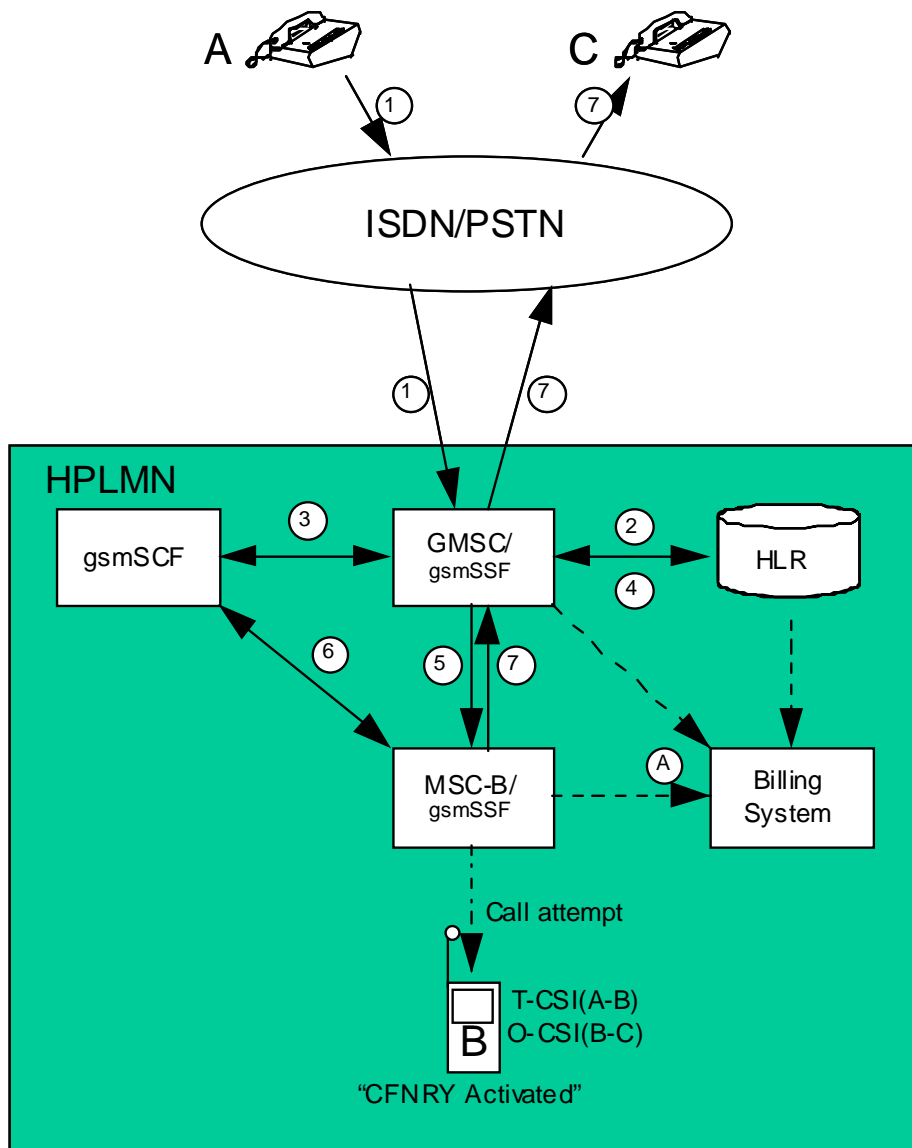 A
C
1
7
ISDN/PSTN
1
7
HPLMN
gsmSCF
3
GMSC/
gsmSSF
2
4
HLR
6
5
7
MSC-B/
gsmSSF
A
Billing
System
Call attempt
T-CSI(A-B)
O-CSI(B-C)
B
“CFNRY Activated”